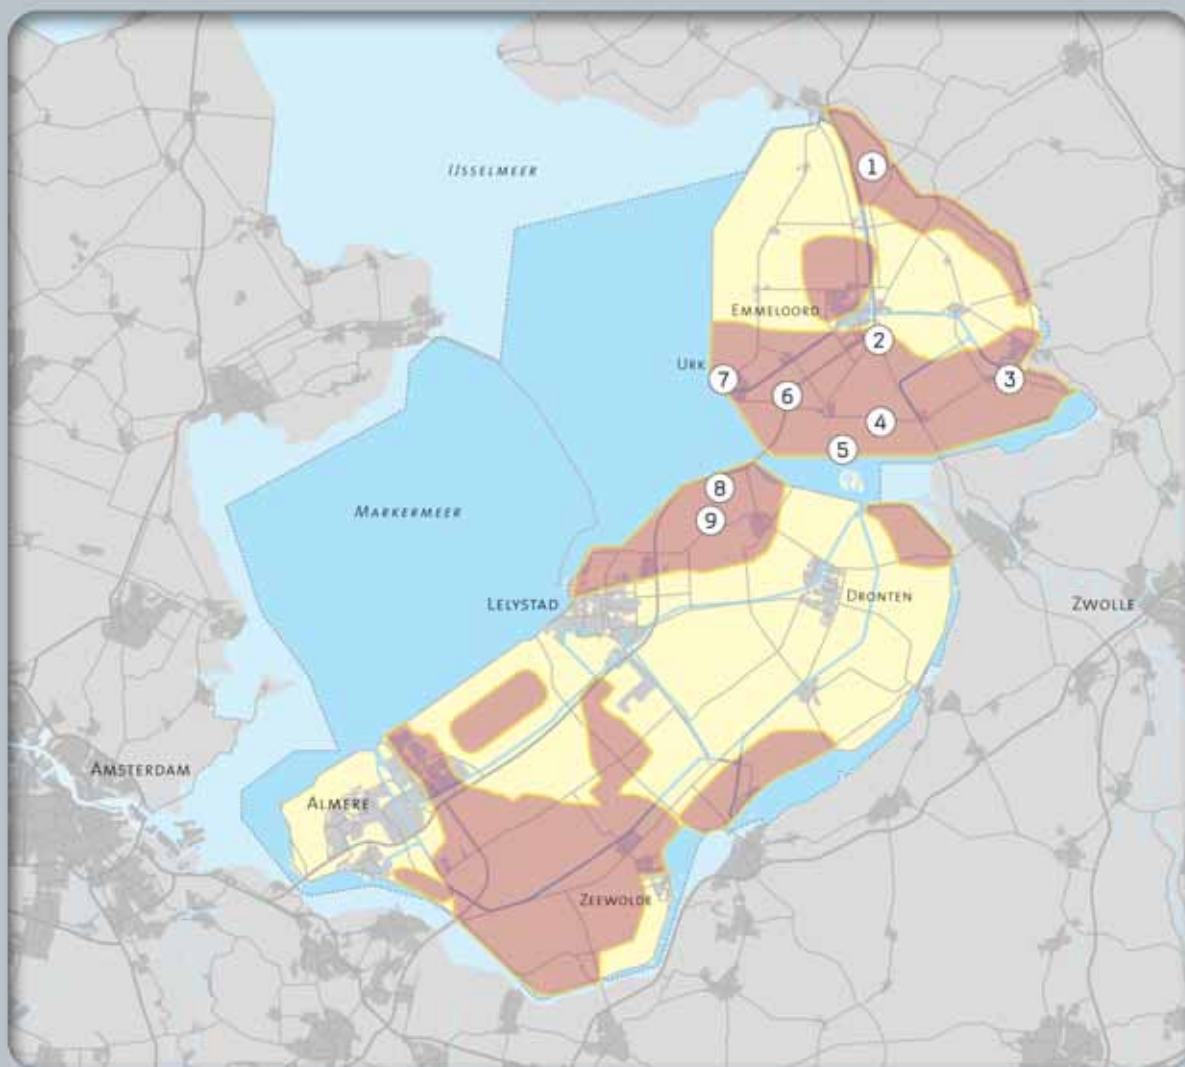 IJSSELMEER
1
EMMELOORD
2
URK
7
3
6
4
5
8
MARKERMEER
9
LELYSTAD
DRONTEN
ZWOLLE
AMSTERDAM
ALMERE
ZEEWOLDE